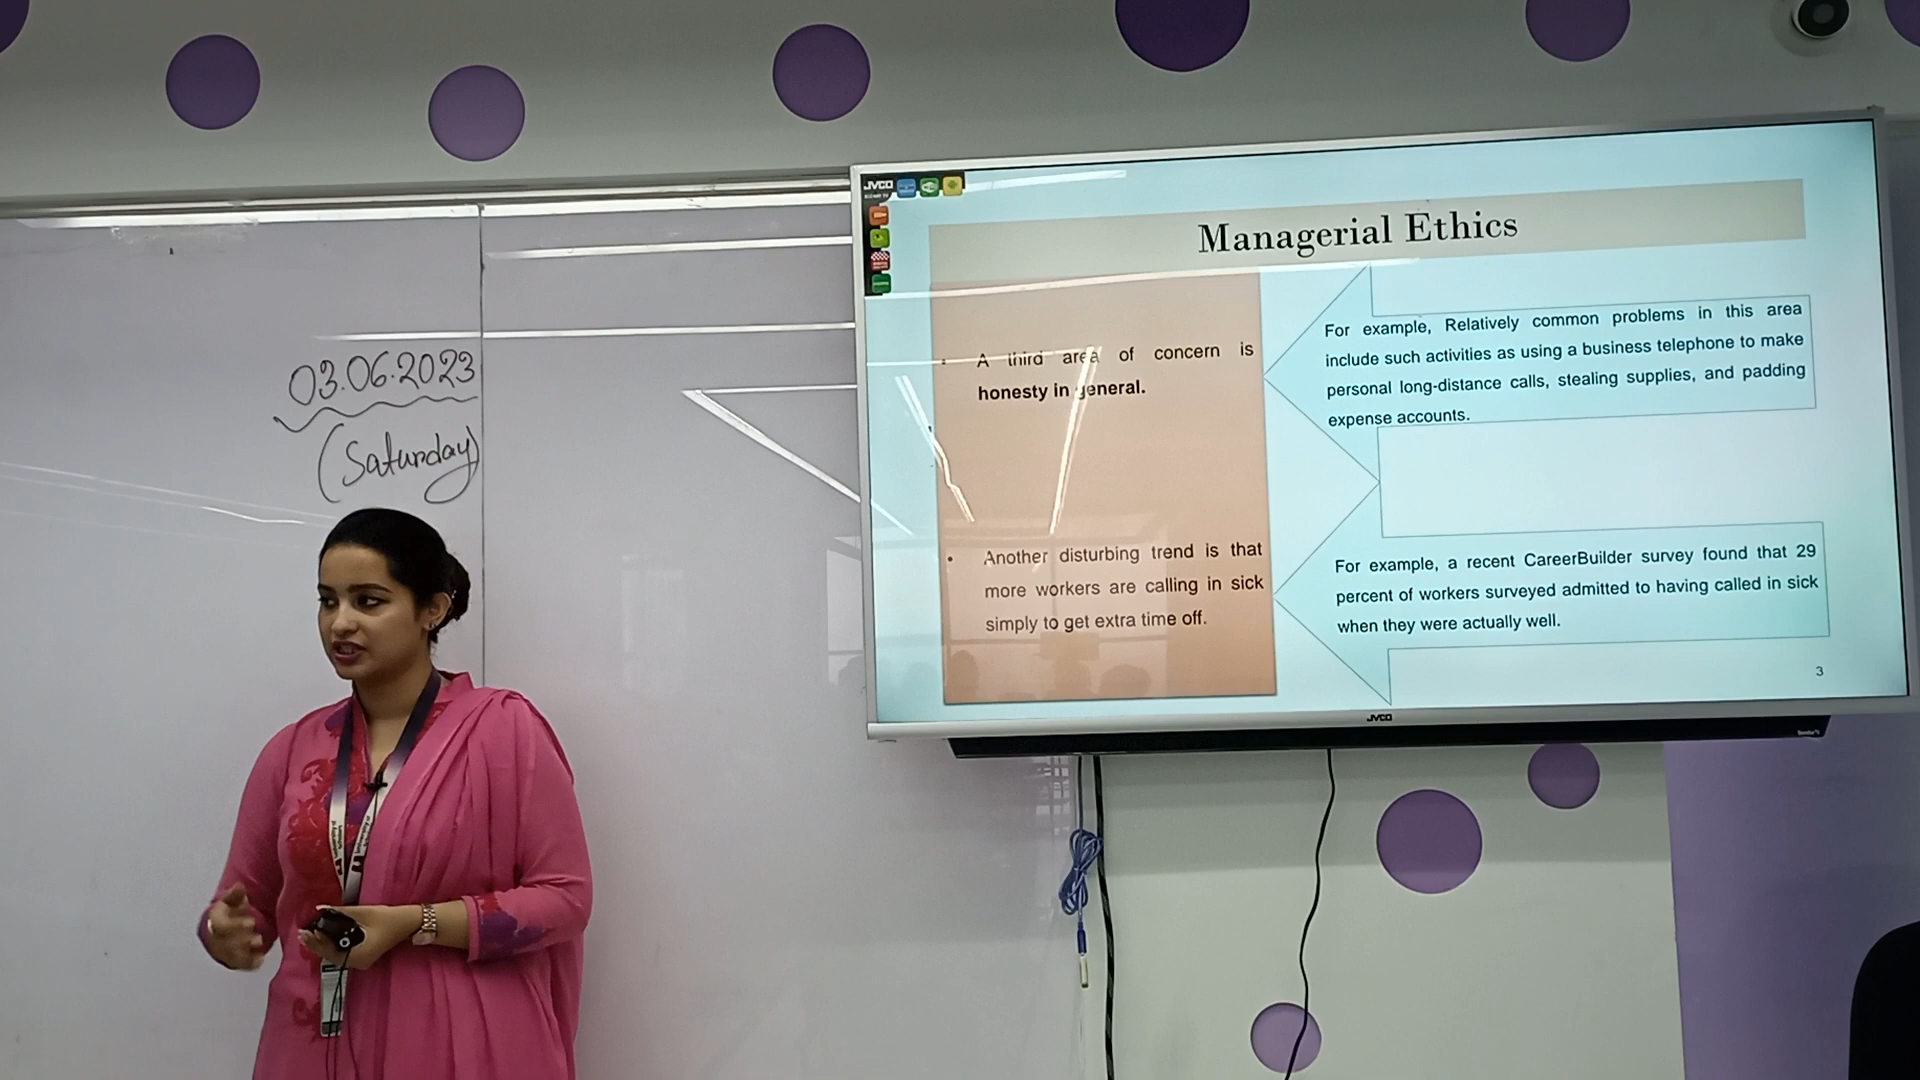 03.06.2023
(Saturday)
JVCO
Managerial Ethics
• A third area of concern is
honesty in general.
For example, Relatively common problems in this area
include such activities as using a business telephone to make
personal long-distance calls, stealing supplies, and padding
expense accounts.
• Another disturbing trend is that
more workers are calling in sick
simply to get extra time off.
For example, a recent CareerBuilder survey found that 29
percent of workers surveyed admitted to having called in sick
when they were actually well.
3
JVCO